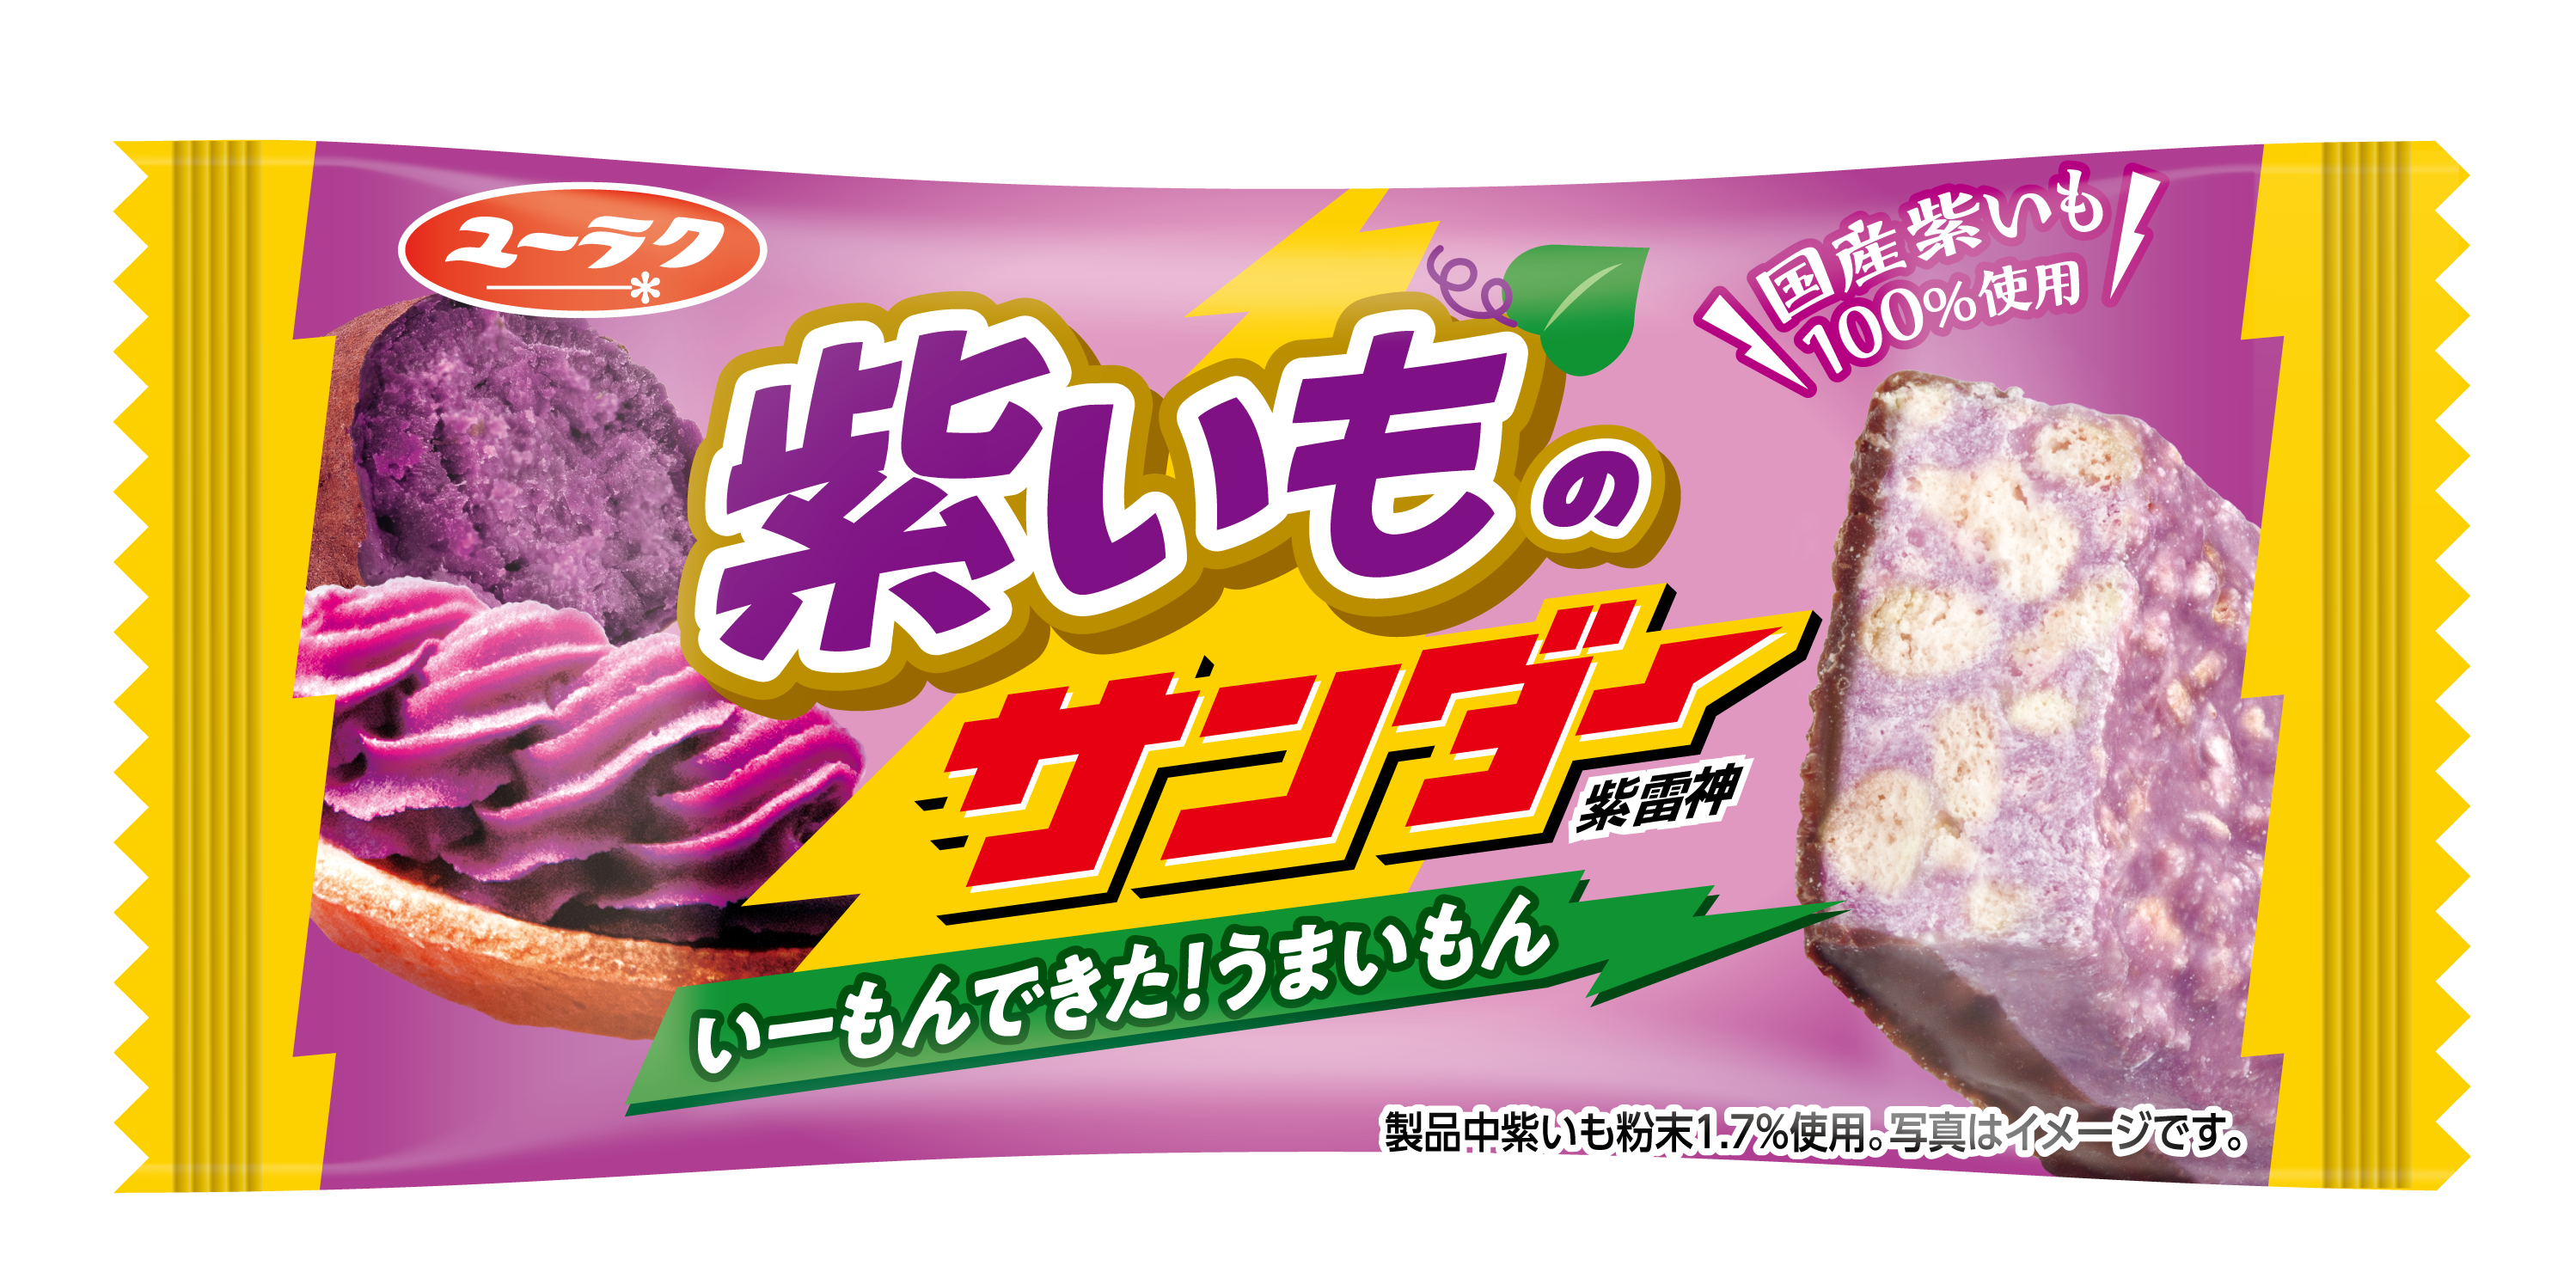 ユーラク
国産紫いも
100%使用
紫いもの
サンダー
紫雷神
いーもんできた!うまいもん
製品中紫いも粉末1.7%使用。写真はイメージです。